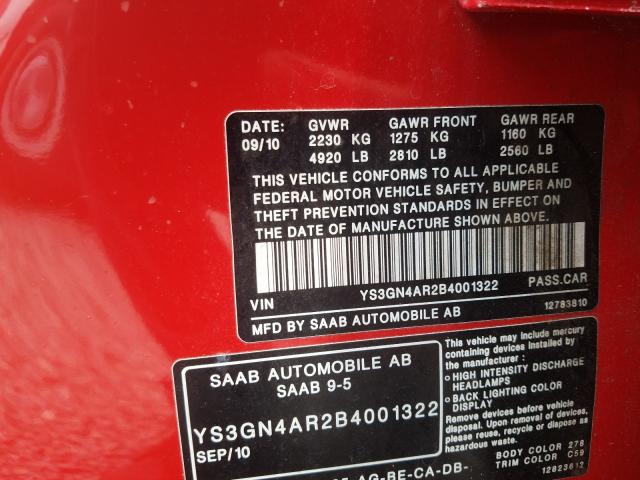 DATE: GVWR GAWR FRONT GAWR REAR
09/10 2230 KG 1275 KG 1160 KG
4920 LB 2810 LB 2560 LB
THIS VEHICLE CONFORMS TO ALL APPLICABLE
FEDERAL MOTOR VEHICLE SAFETY, BUMPER AND
THEFT PREVENTION STANDARDS IN EFFECT ON
THE DATE OF MANUFACTURE SHOWN ABOVE.
VIN YS3GN4AR2B4001322 PASS.CAR
12783810
MFD BY SAAB AUTOMOBILE AB
SAAB AUTOMOBILE AB
SAAB 9-5
YS3GN4AR2B4001322
SEP/10
AG-BE-CA-DB-
This vehicle may include mercury
containing devices installed by
the manufacturer :
HIGH INTENSITY DISCHARGE
HEADLAMPS
BACK LIGHTING COLOR
DISPLAY
Remove devices before vehicle
disposal. Upon removal of devices
please reuse, recycle or dispose as
hazardous waste.
BODY COLOR 278
TRIM COLOR C59
12823612